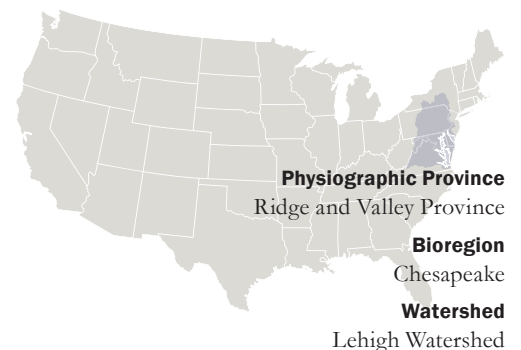 Physiographic Province
Ridge and Valley Province
Bioregion
Chesapeake
Watershed
Lehigh Watershed